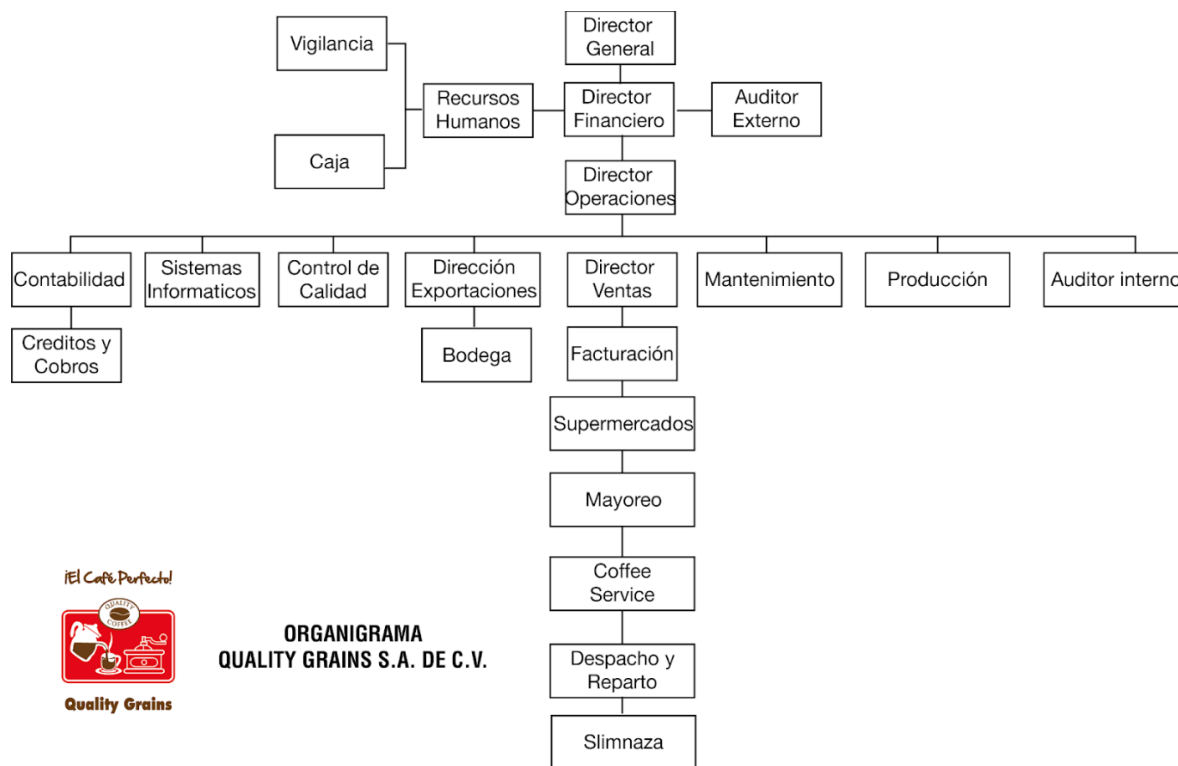 Director
General
Vigilancia
Recursos
Humanos
Director
Financiero
Auditor
Externo
Caja
Director
Operaciones
Contabilidad
Sistemas
Informaticos
Control de
Calidad
Dirección
Exportaciones
Director
Ventas
Mantenimiento
Producción
Auditor interno
Creditos y
Cobros
Bodega
Facturación
Supermercados
Mayoreo
Coffee
Service
Despacho y
Reparto
Slimnaza
¡El Café Perfecto!
QUALITY
COFFEE
Quality Grains
ORGANIGRAMA
QUALITY GRAINS S.A. DE C.V.